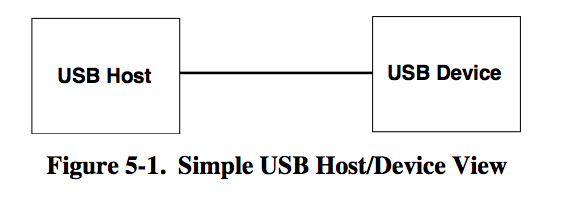 USB Host
USB Device
Figure 5-1. Simple USB Host/Device View